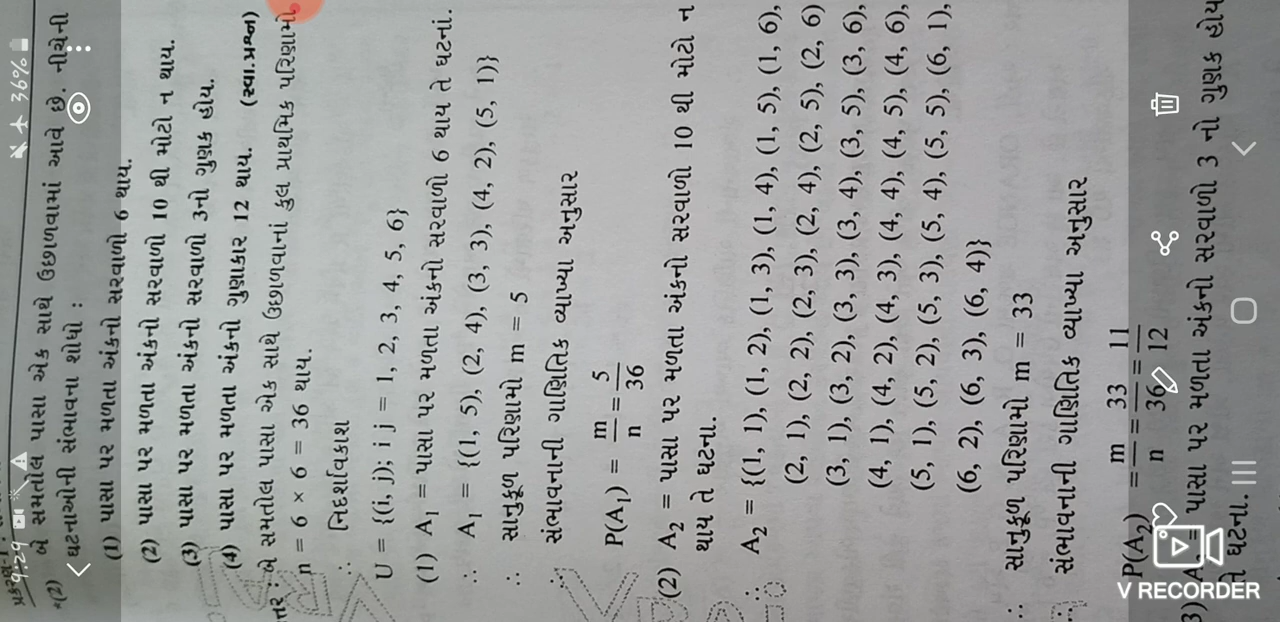 9:29
36%
*(2) બે સમતોલ પાસા એક સાથે ઉછાળવામાં આવે છે. નીચેની
ઘટનાઓની સંભાવના શોધો :
(1) પાસા પર મળતા અંકનો સરવાળો 6 થાય.
(2) પાસા પર મળતા અંકનો સરવાળો 10 થી મોટો ન થાય.
(3) પાસા પર મળતા અંકનો સરવાળો 3નો ગુણક હોય.
(4) પાસા પર મળતા અંકનો ગુણાકાર 12 થાય. (સ્વા.પ્રશ્ન)
બે સમતોલ પાસા એક સાથે ઉછાળવાનાં કુલ પ્રાથમિક પરિણામો
n = 6 × 6 = 36 થાય.
∴ નિદર્શાવકાશ
U = {(i, j); i j = 1, 2, 3, 4, 5, 6}
(1) A₁ = પાસા પર મળતા અંકનો સરવાળો 6 થાય તે ઘટનાં.
∴ A₁ = {(1, 5), (2, 4), (3, 3), (4, 2), (5, 1)}
∴ સાનુકૂળ પરિણામો m = 5
સંભાવનાની ગાણિતિક વ્યાખ્યા અનુસાર
P(A₁) = m/n = 5/36
(2) A₂ = પાસા પર મળતા અંકનો સરવાળો 10 થી મોટો ન
થાય તે ઘટના.
∴ A₂ = {(1, 1), (1, 2), (1, 3), (1, 4), (1, 5), (1, 6),
(2, 1), (2, 2), (2, 3), (2, 4), (2, 5), (2, 6)
(3, 1), (3, 2), (3, 3), (3, 4), (3, 5), (3, 6),
(4, 1), (4, 2), (4, 3), (4, 4), (4, 5), (4, 6),
(5, 1), (5, 2), (5, 3), (5, 4), (5, 5), (6, 1),
(6, 2), (6, 3), (6, 4)}
∴ સાનુકૂળ પરિણામો m = 33
સંભાવનાની ગાણિતિક વ્યાખ્યા અનુસાર
P(A₂) = m/n = 33/36 = 11/12
3) = પાસા પર મળતા અંકનો સરવાળો 3 નો ગુણક હોય
તે ઘટના.
V RECORDER